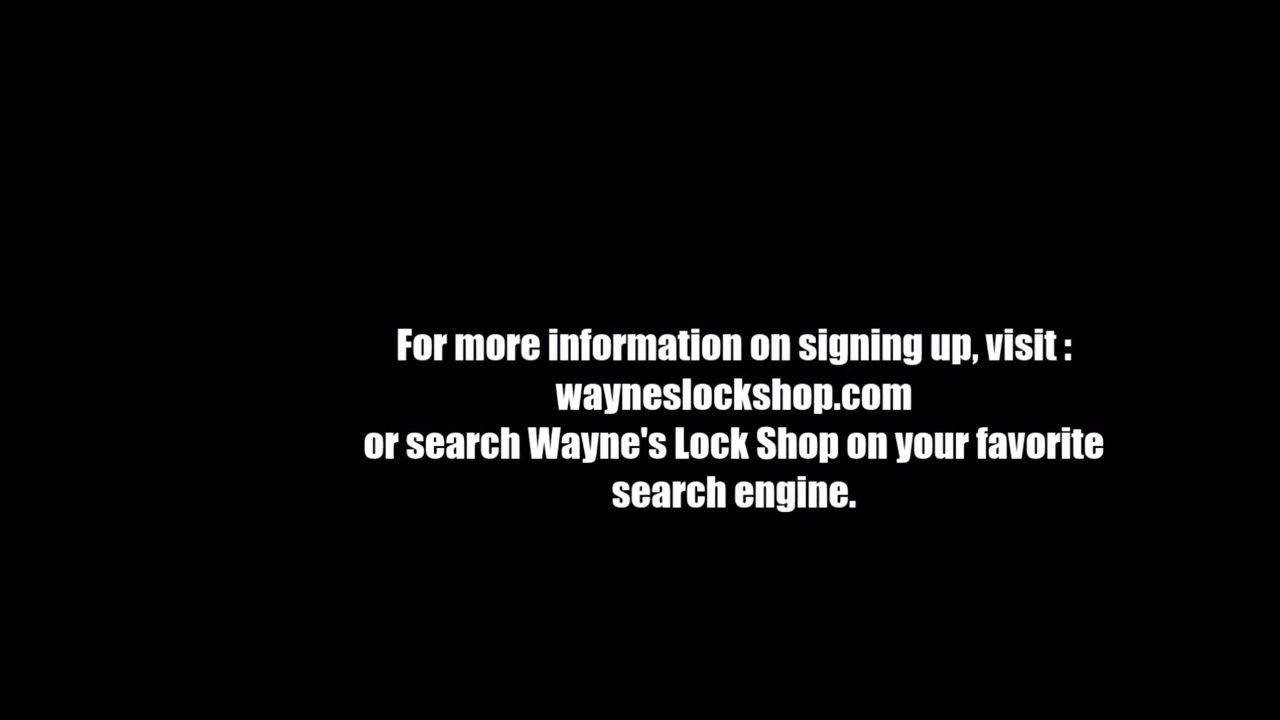 For more information on signing up, visit :
wayneslockshop.com
or search Wayne's Lock Shop on your favorite
search engine.